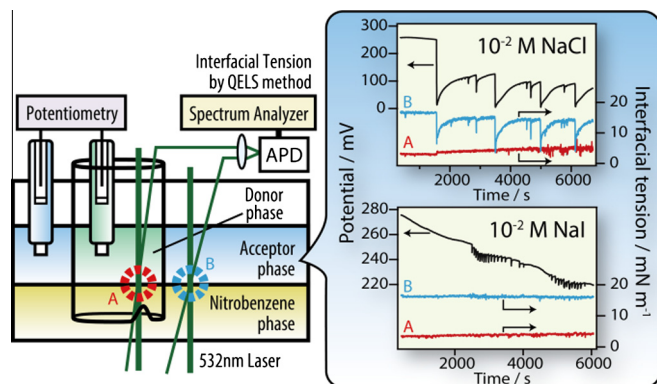 Interfacial Tension
by QELS method
Potentiometry
Spectrum Analyzer
APD
Donor
phase
Acceptor
phase
A
B
Nitrobenzene
phase
532nm Laser
Potential / mV
Interfacial tension / mN m⁻¹
300
200
100
0
10⁻² M NaCl
B
A
20
10
0
2000
4000
6000
Time / s
280
260
240
220
10⁻² M NaI
B
A
20
10
0
2000
4000
6000
Time / s